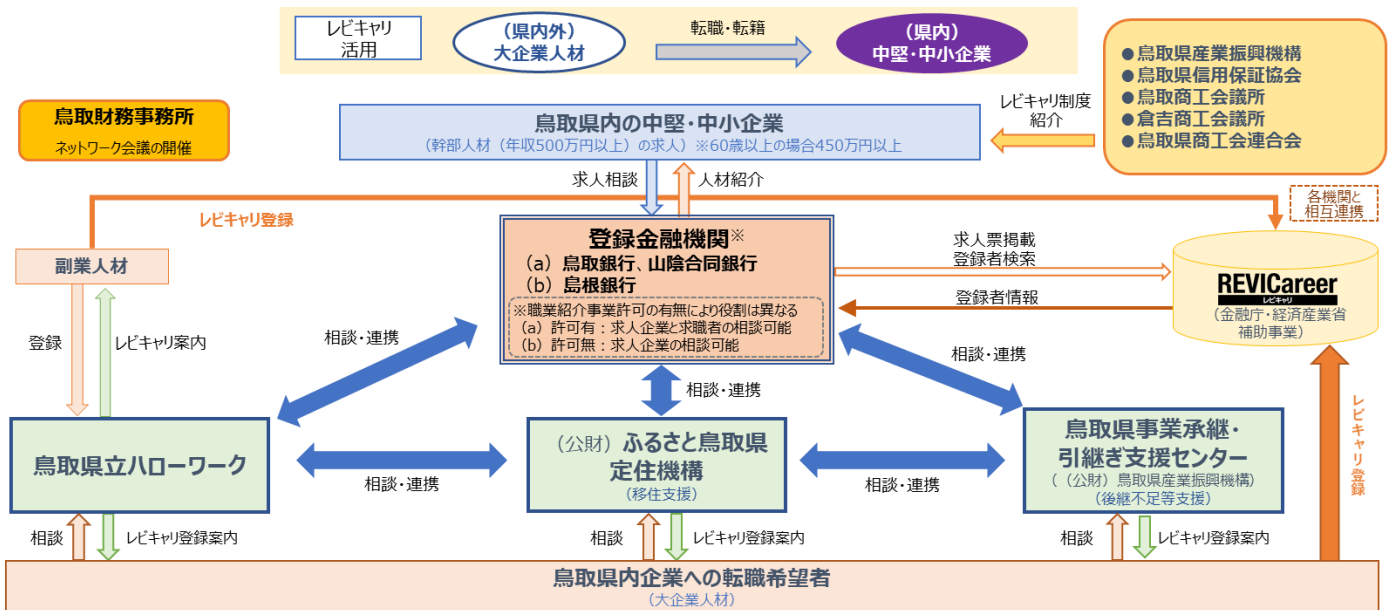 レビキャリ
活用
（県内外）
大企業人材
転職・転籍
（県内）
中堅・中小企業
●鳥取県産業振興機構
●鳥取県信用保証協会
●鳥取商工会議所
●倉吉商工会議所
●鳥取県商工会連合会
鳥取財務事務所
ネットワーク会議の開催
鳥取県内の中堅・中小企業
（幹部人材（年収500万円以上）の求人）※60歳以上の場合450万円以上
レビキャリ制度
紹介
求人相談
人材紹介
レビキャリ登録
各機関と
相互連携
副業人材
登録金融機関※
（a）鳥取銀行、山陰合同銀行
（b）島根銀行
※職業紹介事業許可の有無により役割は異なる
（a）許可有：求人企業と求職者の相談可能
（b）許可無：求人企業の相談可能
求人票掲載
登録者検索
登録者情報
REVICareer
レビキャリ
（金融庁・経済産業省
補助事業）
登録
レビキャリ案内
相談・連携
相談・連携
相談・連携
レビキャリ登録
鳥取県立ハローワーク
相談・連携
（公財）ふるさと鳥取県
定住機構
（移住支援）
相談・連携
鳥取県事業承継・
引継ぎ支援センター
（（公財）鳥取県産業振興機構）
（後継不足等支援）
相談
レビキャリ登録案内
相談
レビキャリ登録案内
相談
レビキャリ登録案内
鳥取県内企業への転職希望者
（大企業人材）